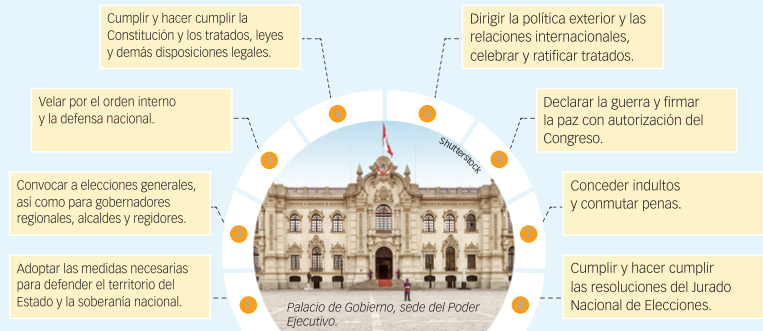 Cumplir y hacer cumplir la
Constitución y los tratados, leyes
y demás disposiciones legales.
Dirigir la política exterior y las
relaciones internacionales,
celebrar y ratificar tratados.
Velar por el orden interno
y la defensa nacional.
Declarar la guerra y firmar
la paz con autorización del
Congreso.
Convocar a elecciones generales,
así como para gobernadores
regionales, alcaldes y regidores.
Conceder indultos
y conmutar penas.
Adoptar las medidas necesarias
para defender el territorio del
Estado y la soberanía nacional.
Cumplir y hacer cumplir
las resoluciones del Jurado
Nacional de Elecciones.
Shutterstock
Palacio de Gobierno, sede del Poder
Ejecutivo.